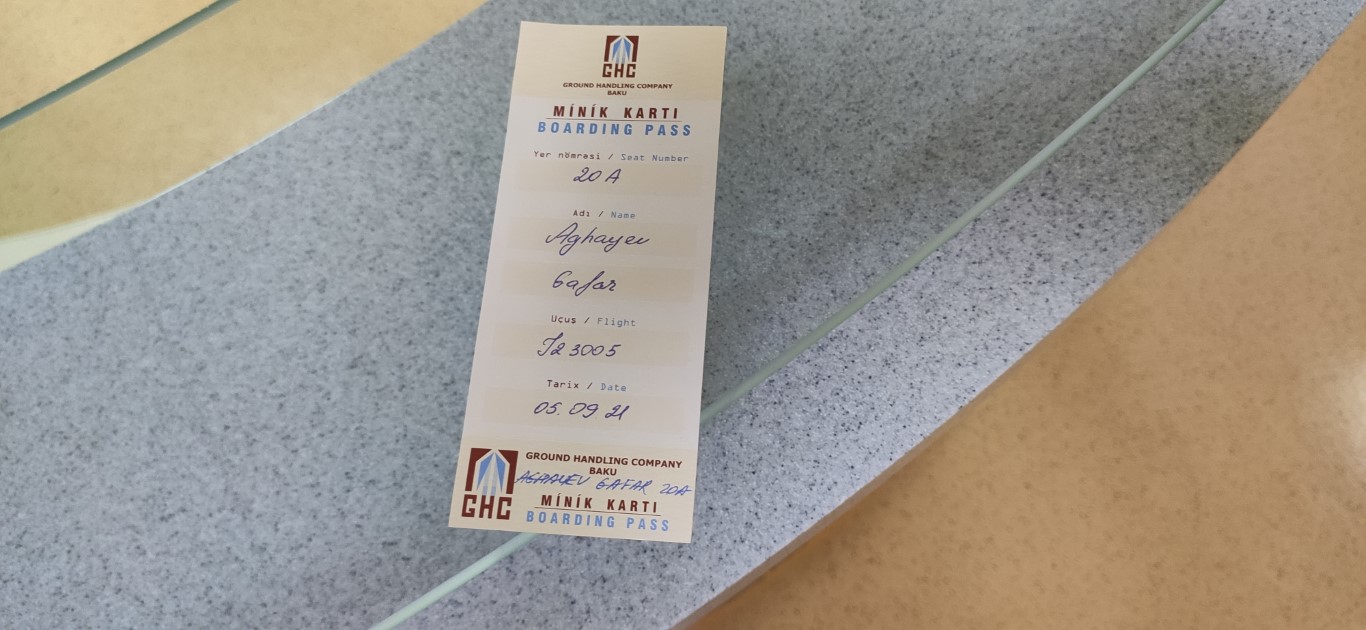 GHC
GROUND HANDLING COMPANY
BAKU
MİNİK KARTI
BOARDING PASS
Yer nömrəsi / Seat Number
20 A
Adı / Name
Aghayev
Gafar
Uçuş / Flight
J2 3005
Tarix / Date
05.09 21
GROUND HANDLING COMPANY
BAKU
AGHAYEV GAFAR 20A
GHC
MİNİK KARTI
BOARDING PASS